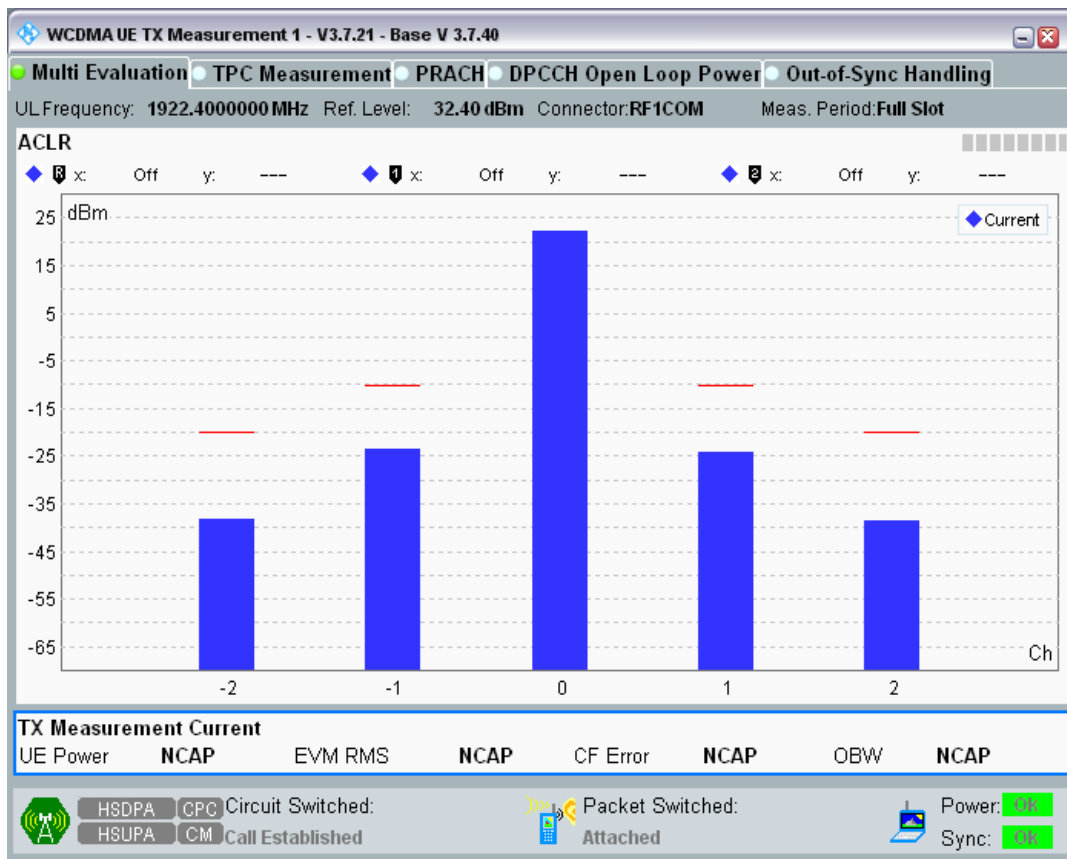 WCDMA UE TX Measurement 1 - V3.7.21 - Base V 3.7.40
Multi Evaluation TPC Measurement PRACH DPCCH Open Loop Power Out-of-Sync Handling
UL Frequency: 1922.4000000 MHz Ref. Level: 32.40 dBm Connector: RF1COM Meas. Period: Full Slot
ACLR
R x: Off y: --- 1 x: Off y: --- 2 x: Off y: ---
dBm
Current
25
15
5
-5
-15
-25
-35
-45
-55
-65
Ch
-2 -1 0 1 2
TX Measurement Current
UE Power NCAP EVM RMS NCAP CF Error NCAP OBW NCAP
HSDPA CPC Circuit Switched: Packet Switched: Power: Ok
HSUPA CM Call Established Attached Sync: Ok